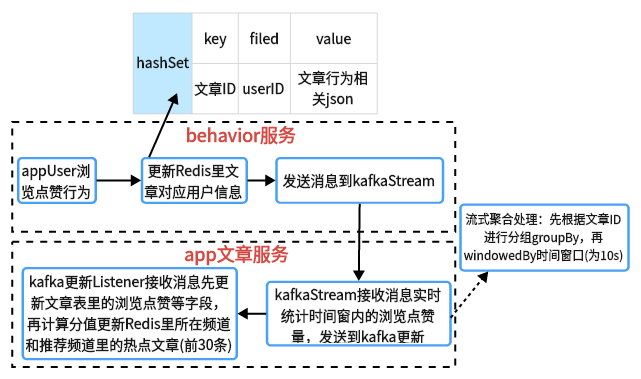 key filed value
hashSet
文章ID userID 文章行为相
关json
behavior服务
appUser浏
览点赞行为
更新Redis里文
章对应用户信息
发送消息到kafkaStream
流式聚合处理：先根据文章ID
进行分组groupBy，再
windowedBy时间窗口(为10s)
app文章服务
kafka更新Listener接收消息先更
新文章表里的浏览点赞等字段，
再计算分值更新Redis里所在频道
和推荐频道里的热点文章(前30条)
kafkaStream接收消息实时
统计时间窗内的浏览点赞
量，发送到kafka更新